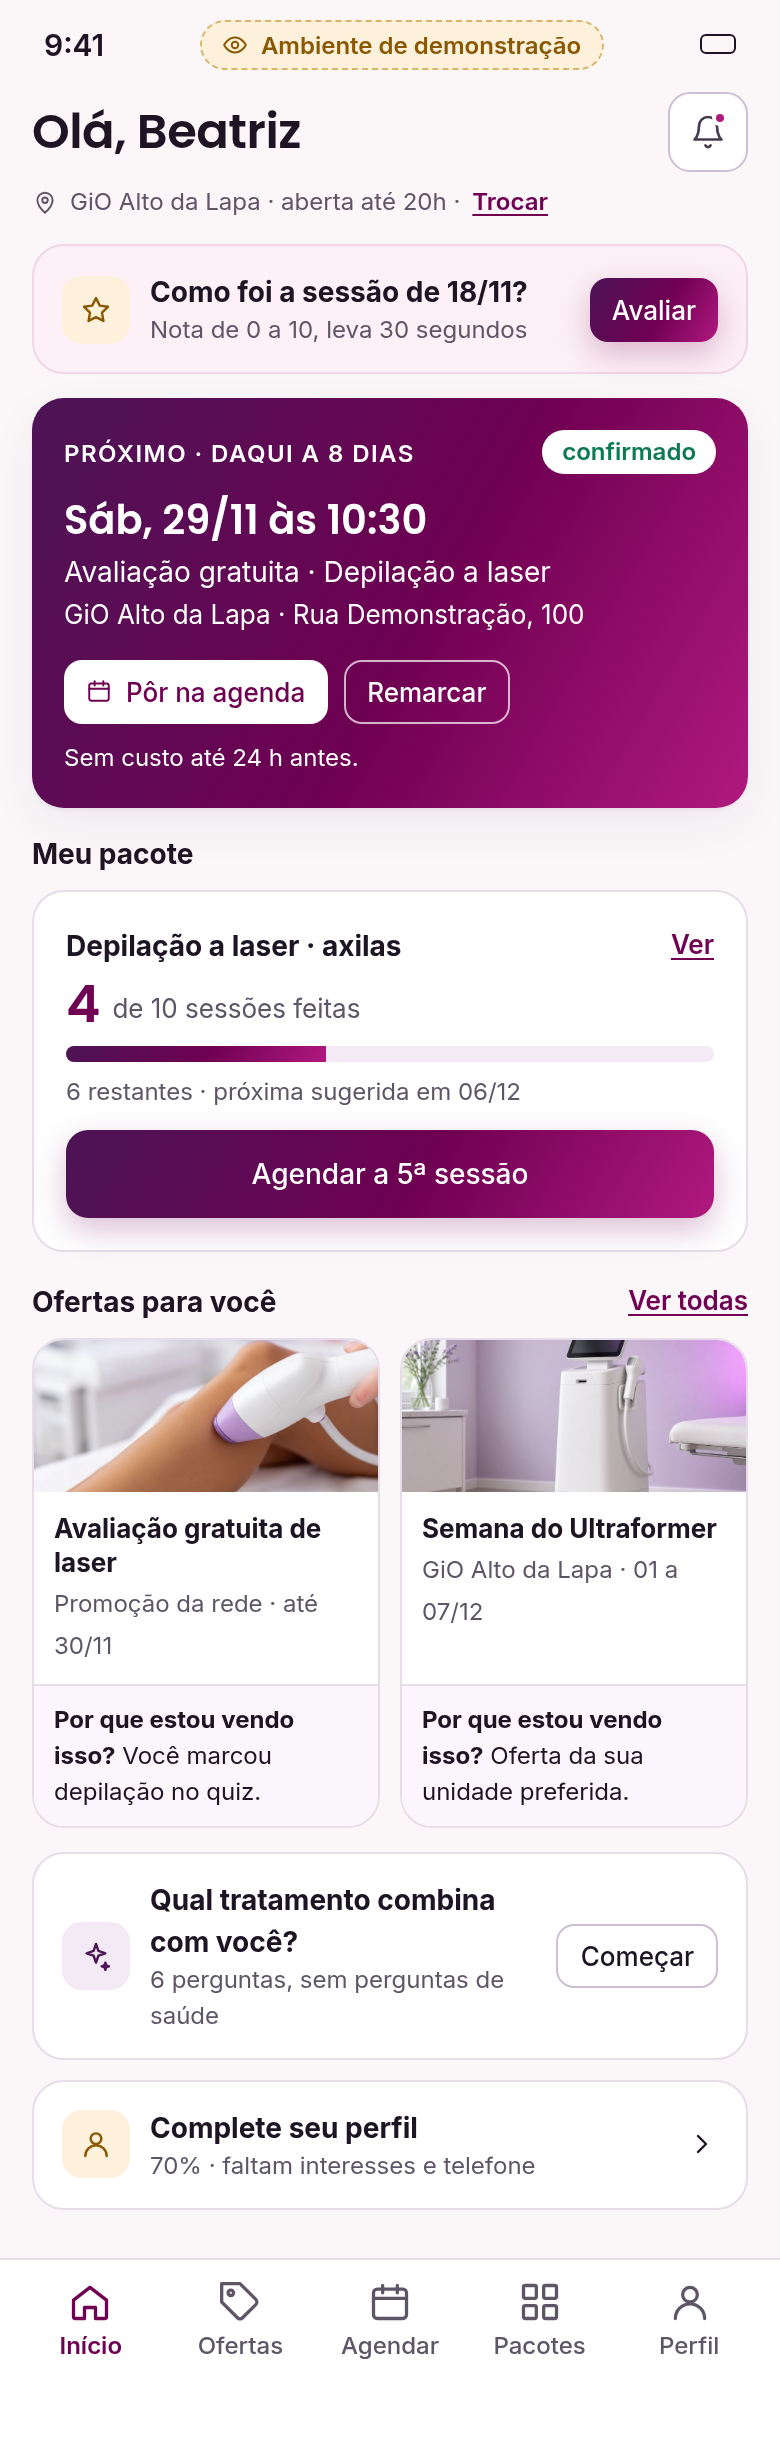 9:41
Ambiente de demonstração
Olá, Beatriz
GiO Alto da Lapa · aberta até 20h · Trocar
Como foi a sessão de 18/11?
Nota de 0 a 10, leva 30 segundos
Avaliar
PRÓXIMO · DAQUI A 8 DIAS
confirmado
Sáb, 29/11 às 10:30
Avaliação gratuita · Depilação a laser
GiO Alto da Lapa · Rua Demonstração, 100
Pôr na agenda
Remarcar
Sem custo até 24 h antes.
Meu pacote
Depilação a laser · axilas
Ver
4 de 10 sessões feitas
6 restantes · próxima sugerida em 06/12
Agendar a 5ª sessão
Ofertas para você
Ver todas
Avaliação gratuita de
laser
Promoção da rede · até
30/11
Por que estou vendo
isso? Você marcou
depilação no quiz.
Semana do Ultraformer
GiO Alto da Lapa · 01 a
07/12
Por que estou vendo
isso? Oferta da sua
unidade preferida.
Qual tratamento combina
com você?
6 perguntas, sem perguntas de
saúde
Começar
Complete seu perfil
70% · faltam interesses e telefone
Início
Ofertas
Agendar
Pacotes
Perfil